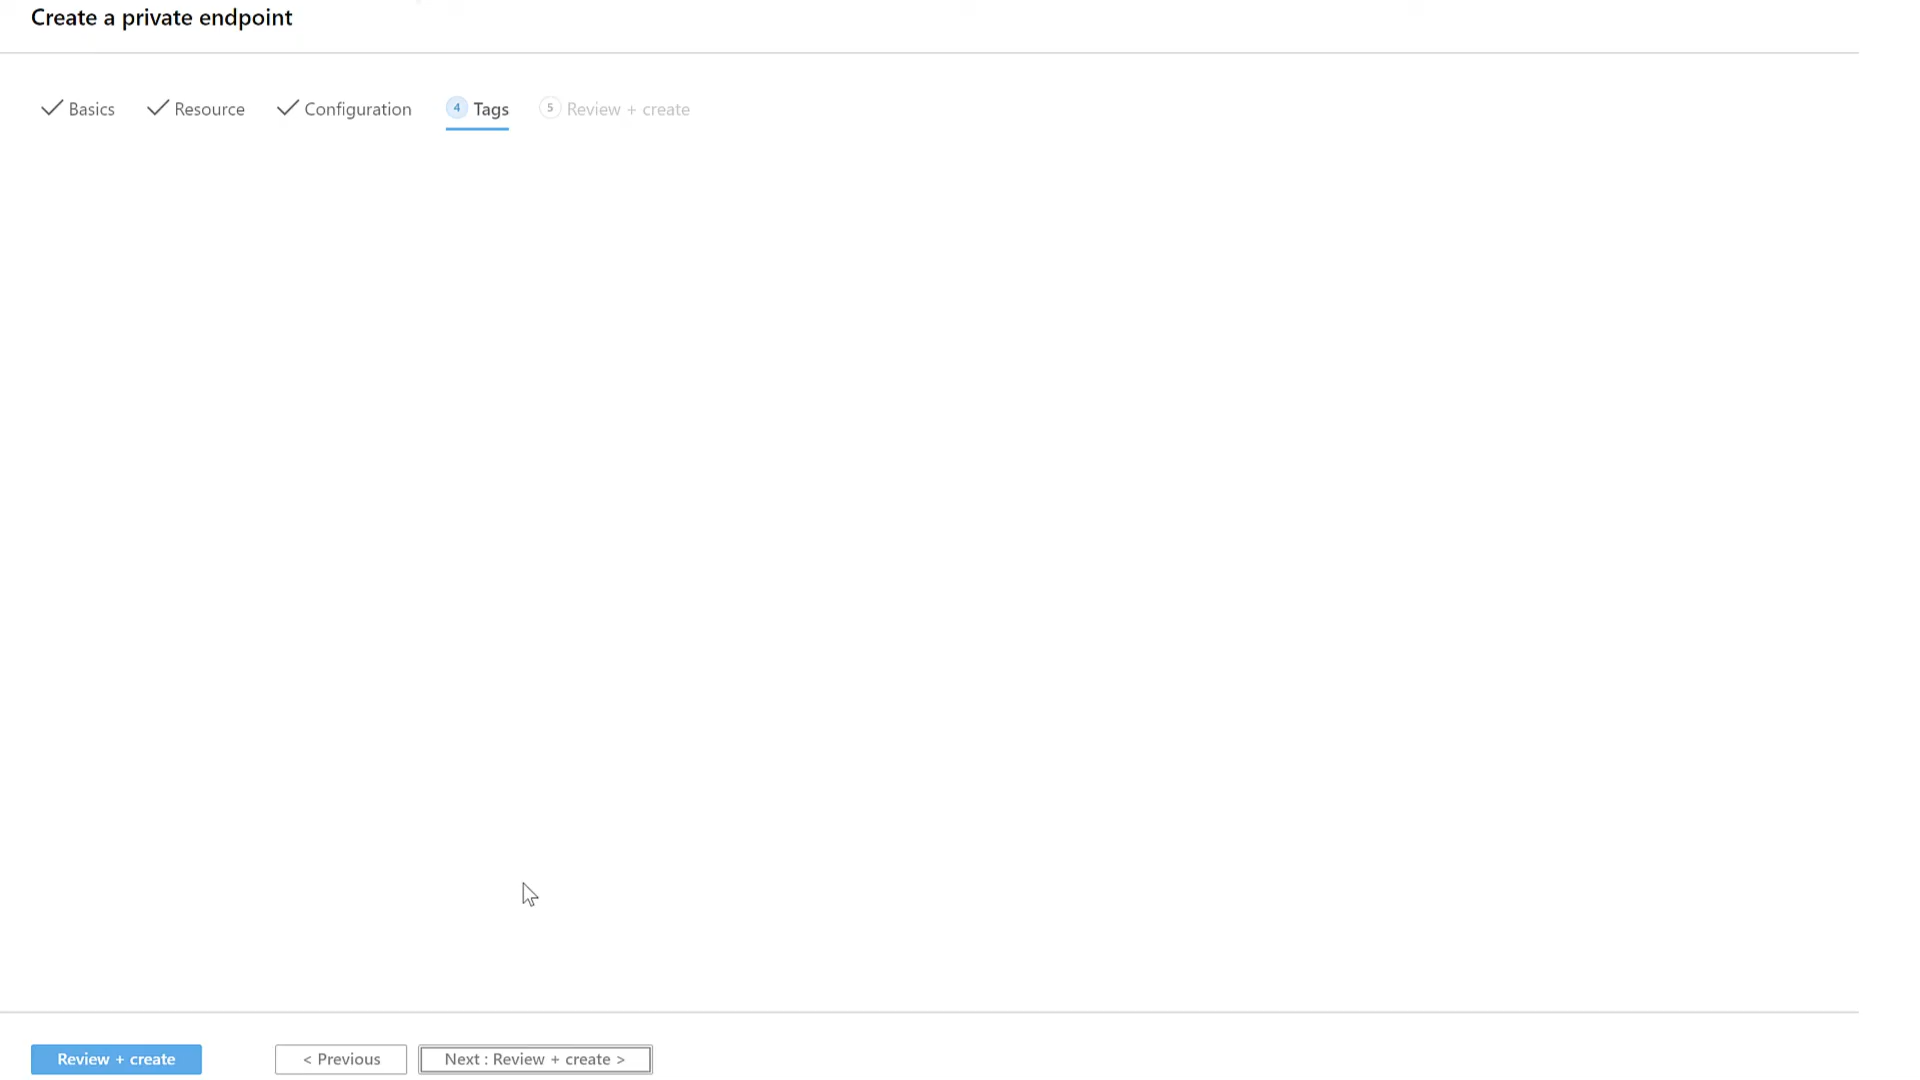 Create a private endpoint
Basics Resource Configuration 4 Tags 5 Review + create
Review + create < Previous Next : Review + create >